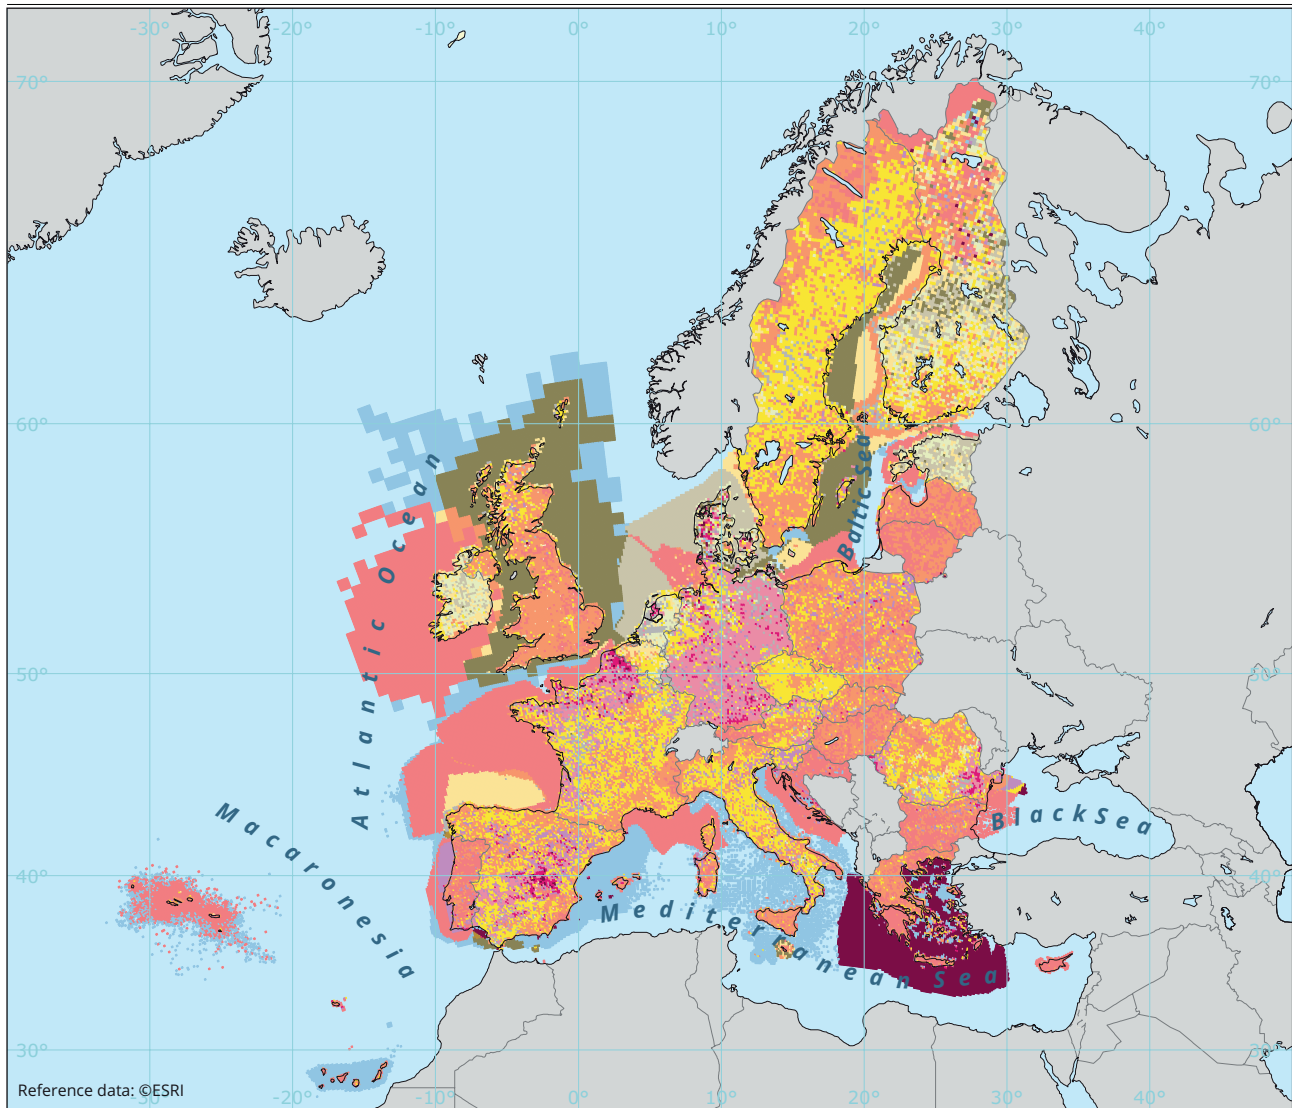 -30° -20° -10° 0° 10° 20° 30° 40°
70° 70°
60° 60°
Baltic Sea
Atlantic Ocean
50° 50°
Macaronesia
Black Sea
40° 40°
Mediterranean Sea
30° 30°
Reference data: ©ESRI
-30° -20° -10° 0° 10° 20° 30° 40°